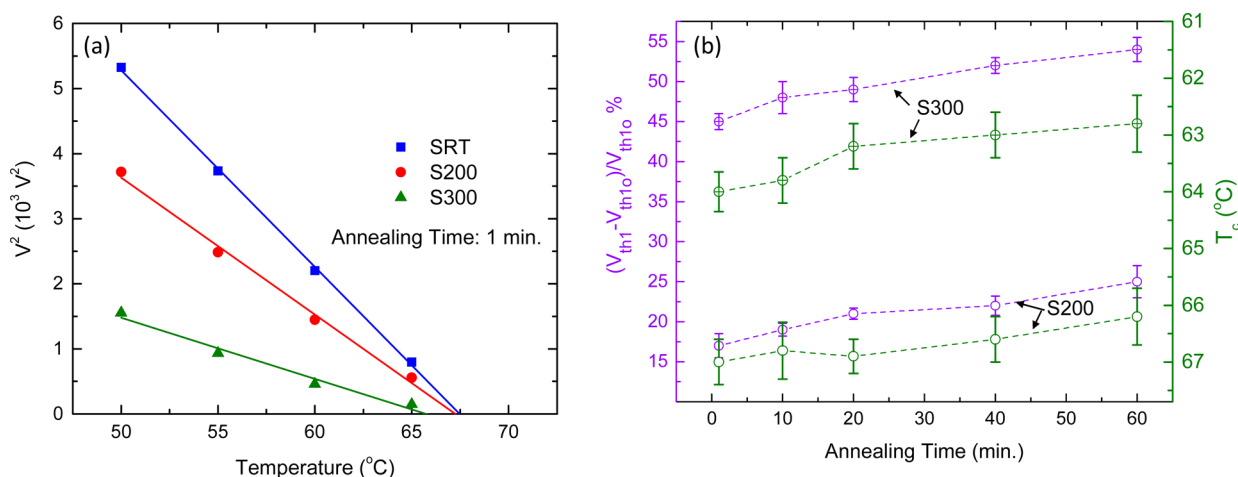 (a)
6
5
4
3
2
1
0
V² (10³ V²)
SRT
S200
S300
Annealing Time: 1 min.
50 55 60 65 70
Temperature (°C)
(b)
55
50
45
40
35
30
25
20
15
(Vth1-Vth1o)/Vth1o %
S300
S200
61
62
63
64
65
66
67
Tc (°C)
0 10 20 30 40 50 60
Annealing Time (min.)